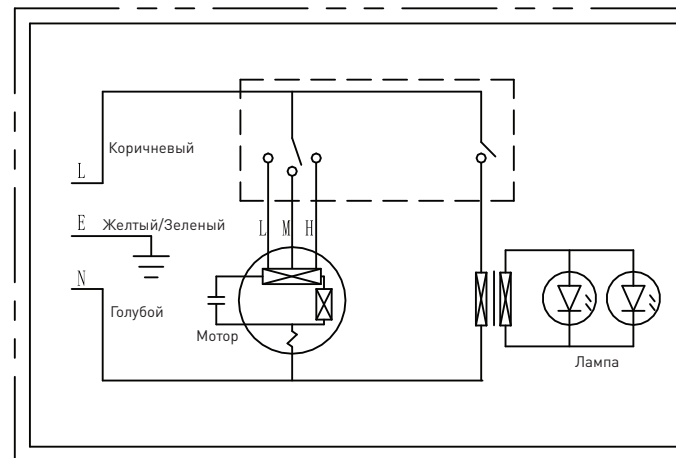 Коричневый
L
E Желтый/Зеленый
L M H
N
Голубой
Мотор
Лампа